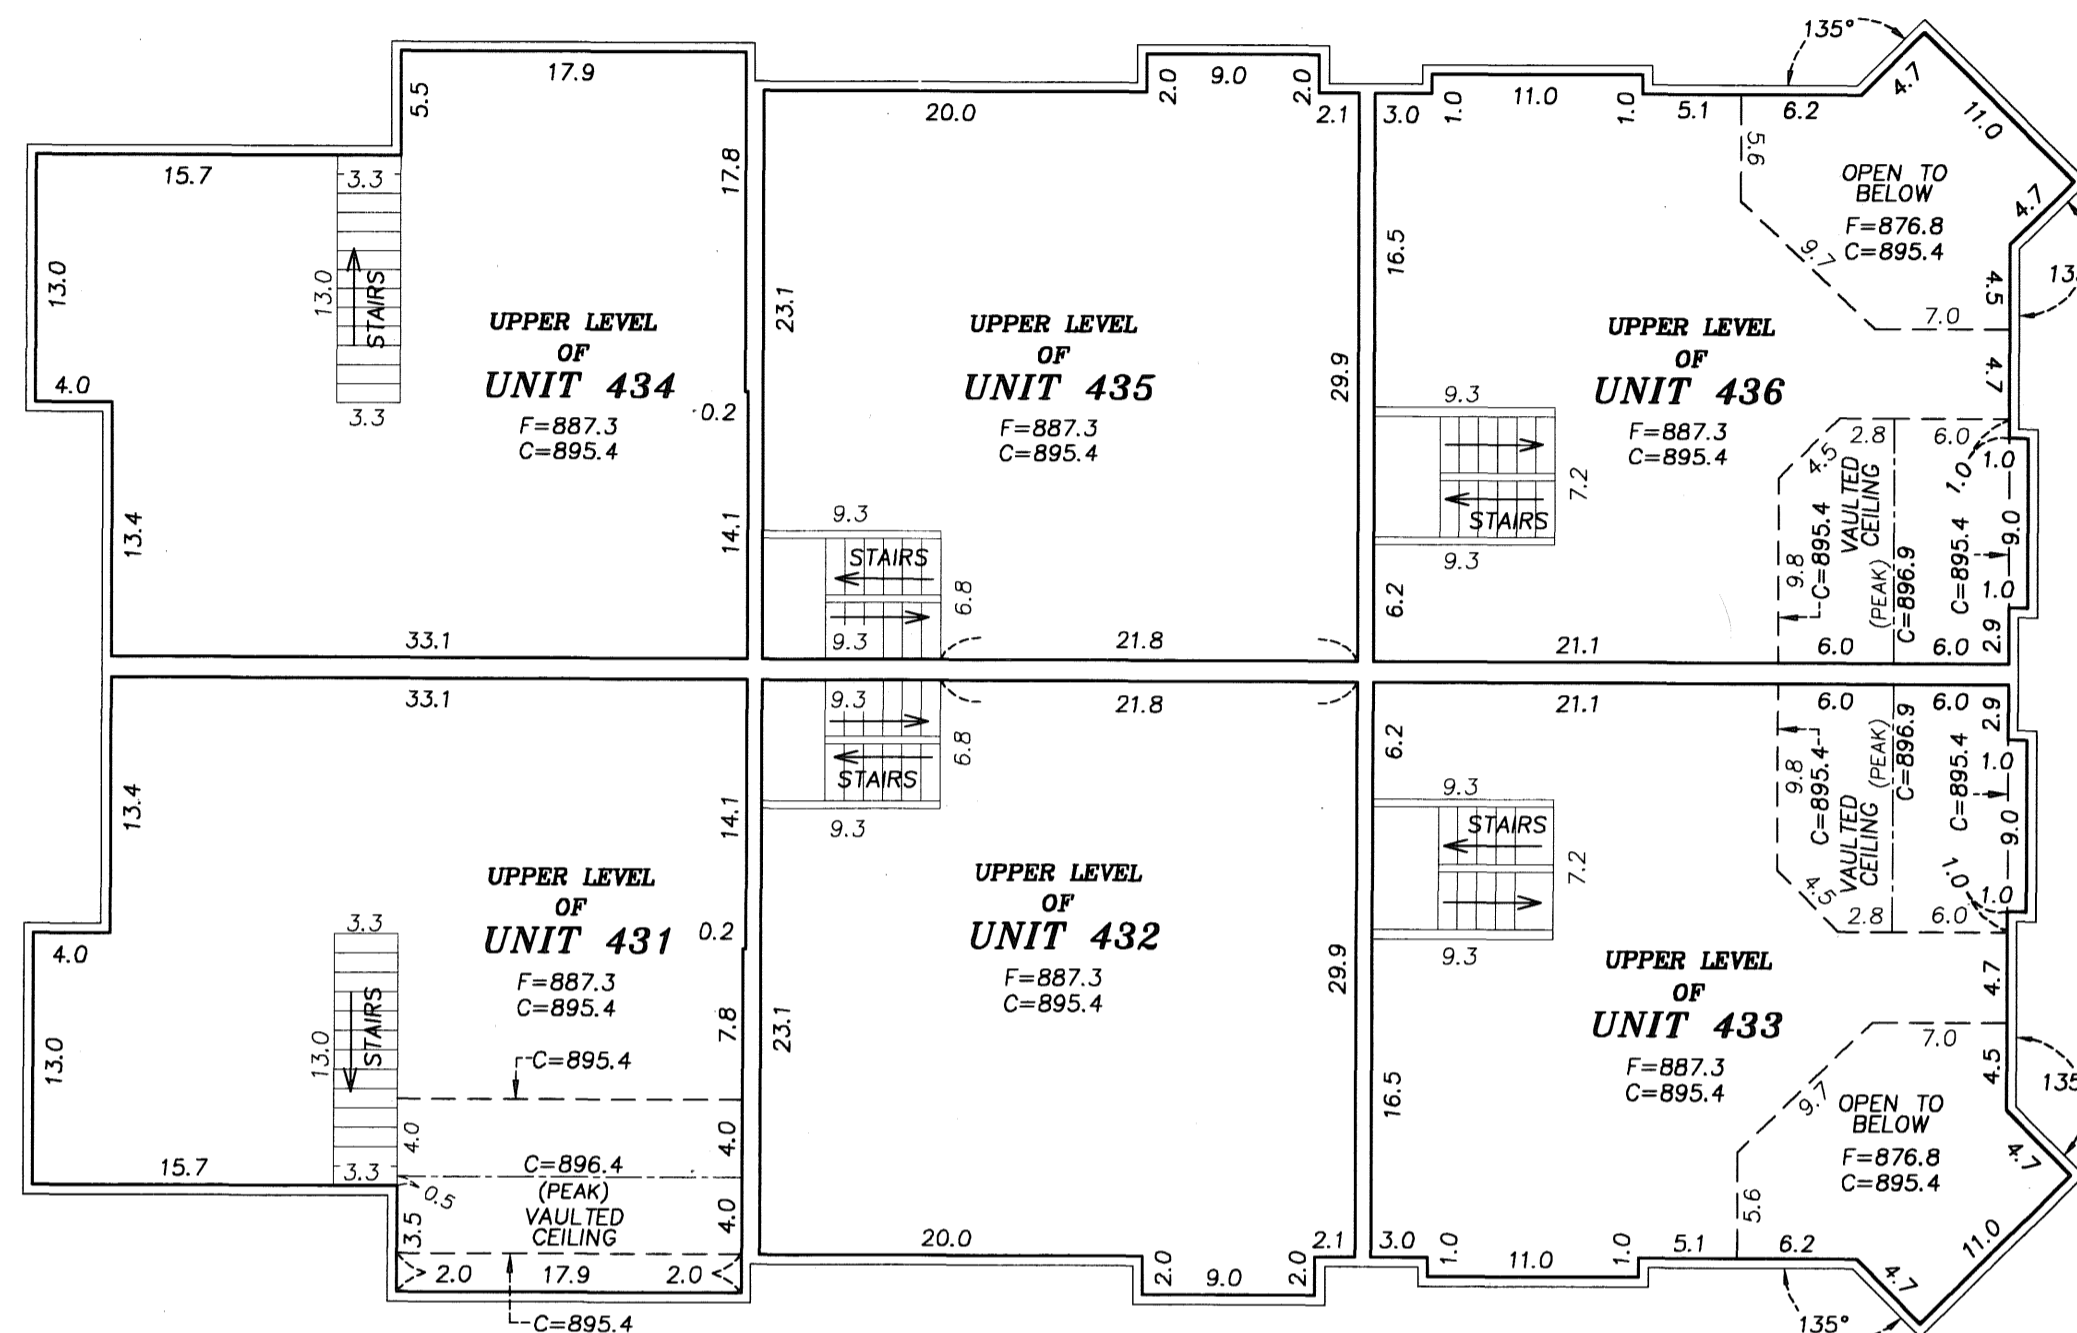 135°
17.9
5.5
17.8
15.7
3.3
13.0
13.0
STAIRS
4.0
3.3
UPPER LEVEL
OF
UNIT 434
F=887.3
C=895.4
0.2
13.4
14.1
33.1
20.0
2.0
9.0
2.0
2.1
23.1
UPPER LEVEL
OF
UNIT 435
F=887.3
C=895.4
29.9
9.3
STAIRS
6.8
9.3
21.8
3.0
1.0
11.0
1.0
5.1
6.2
4.7
11.0
4.7
5.6
OPEN TO
BELOW
F=876.8
C=895.4
9.7
7.0
4.5
16.5
UPPER LEVEL
OF
UNIT 436
F=887.3
C=895.4
9.3
7.2
STAIRS
9.3
6.2
21.1
4.7
2.8
6.0
4.5
1.0
1.0
9.8
C=895.4
VAULTED
CEILING
(PEAK)
C=896.9
C=895.4
9.0
1.0
6.0
6.0
2.9
33.1
13.4
14.1
UPPER LEVEL
OF
UNIT 431
F=887.3
C=895.4
0.2
4.0
3.3
13.0
13.0
STAIRS
7.8
C=895.4
4.0
4.0
15.7
3.3
0.5
C=896.4
(PEAK)
VAULTED
CEILING
3.5
4.0
2.0
17.9
2.0
C=895.4
9.3
21.8
6.8
STAIRS
9.3
UPPER LEVEL
OF
UNIT 432
F=887.3
C=895.4
23.1
29.9
20.0
2.0
9.0
2.0
2.1
21.1
6.2
9.3
STAIRS
7.2
9.3
UPPER LEVEL
OF
UNIT 433
F=887.3
C=895.4
16.5
6.0
6.0
2.9
9.8
C=895.4
VAULTED
CEILING
(PEAK)
C=896.9
C=895.4
1.0
9.0
1.0
1.0
4.5
2.8
6.0
4.7
7.0
4.5
135
9.7
OPEN TO
BELOW
F=876.8
C=895.4
4.7
5.6
3.0
1.0
11.0
1.0
5.1
6.2
4.7
11.0
135°